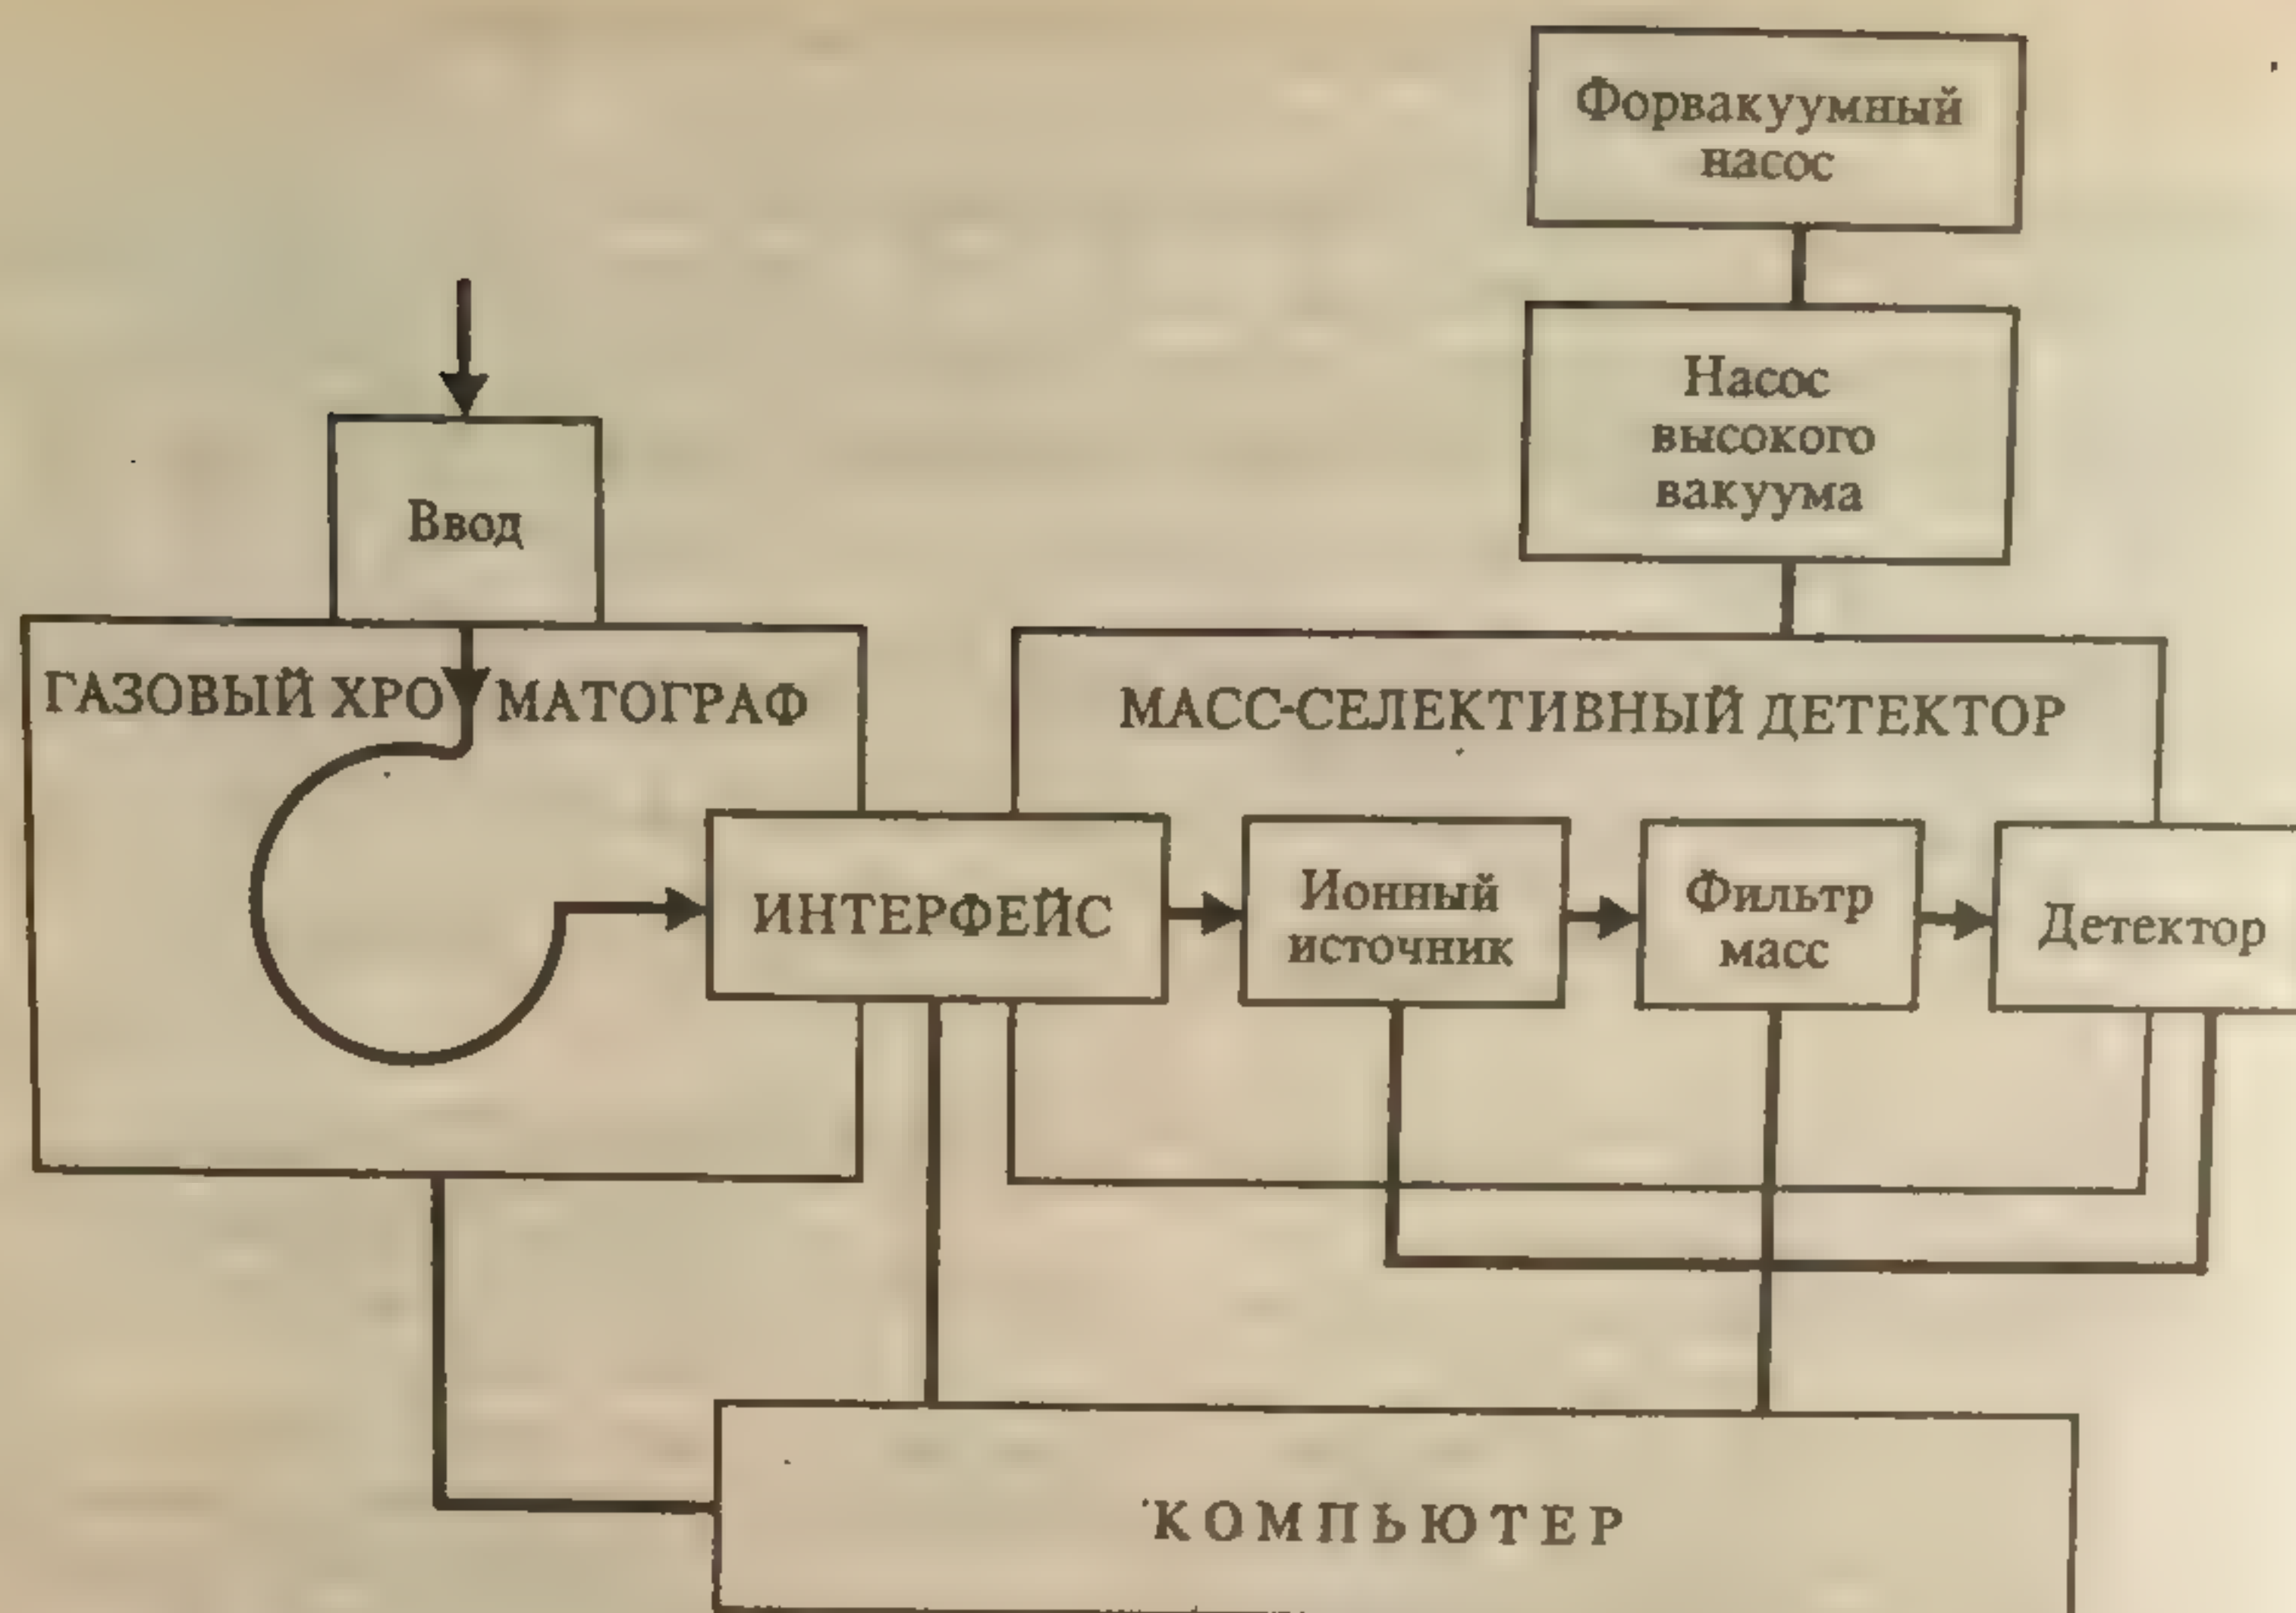 Форвакуумный
насос
Насос
высокого
вакуума
Ввод
ГАЗОВЫЙ ХРОМАТОГРАФ
МАСС-СЕЛЕКТИВНЫЙ ДЕТЕКТОР
ИНТЕРФЕЙС
Ионный
источник
Фильтр
масс
Детектор
КОМПЬЮТЕР